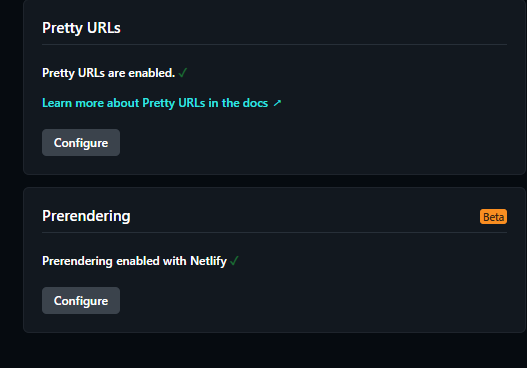 Pretty URLs
Pretty URLs are enabled. ✓
Learn more about Pretty URLs in the docs ↗
Configure
Prerendering
Beta
Prerendering enabled with Netlify ✓
Configure